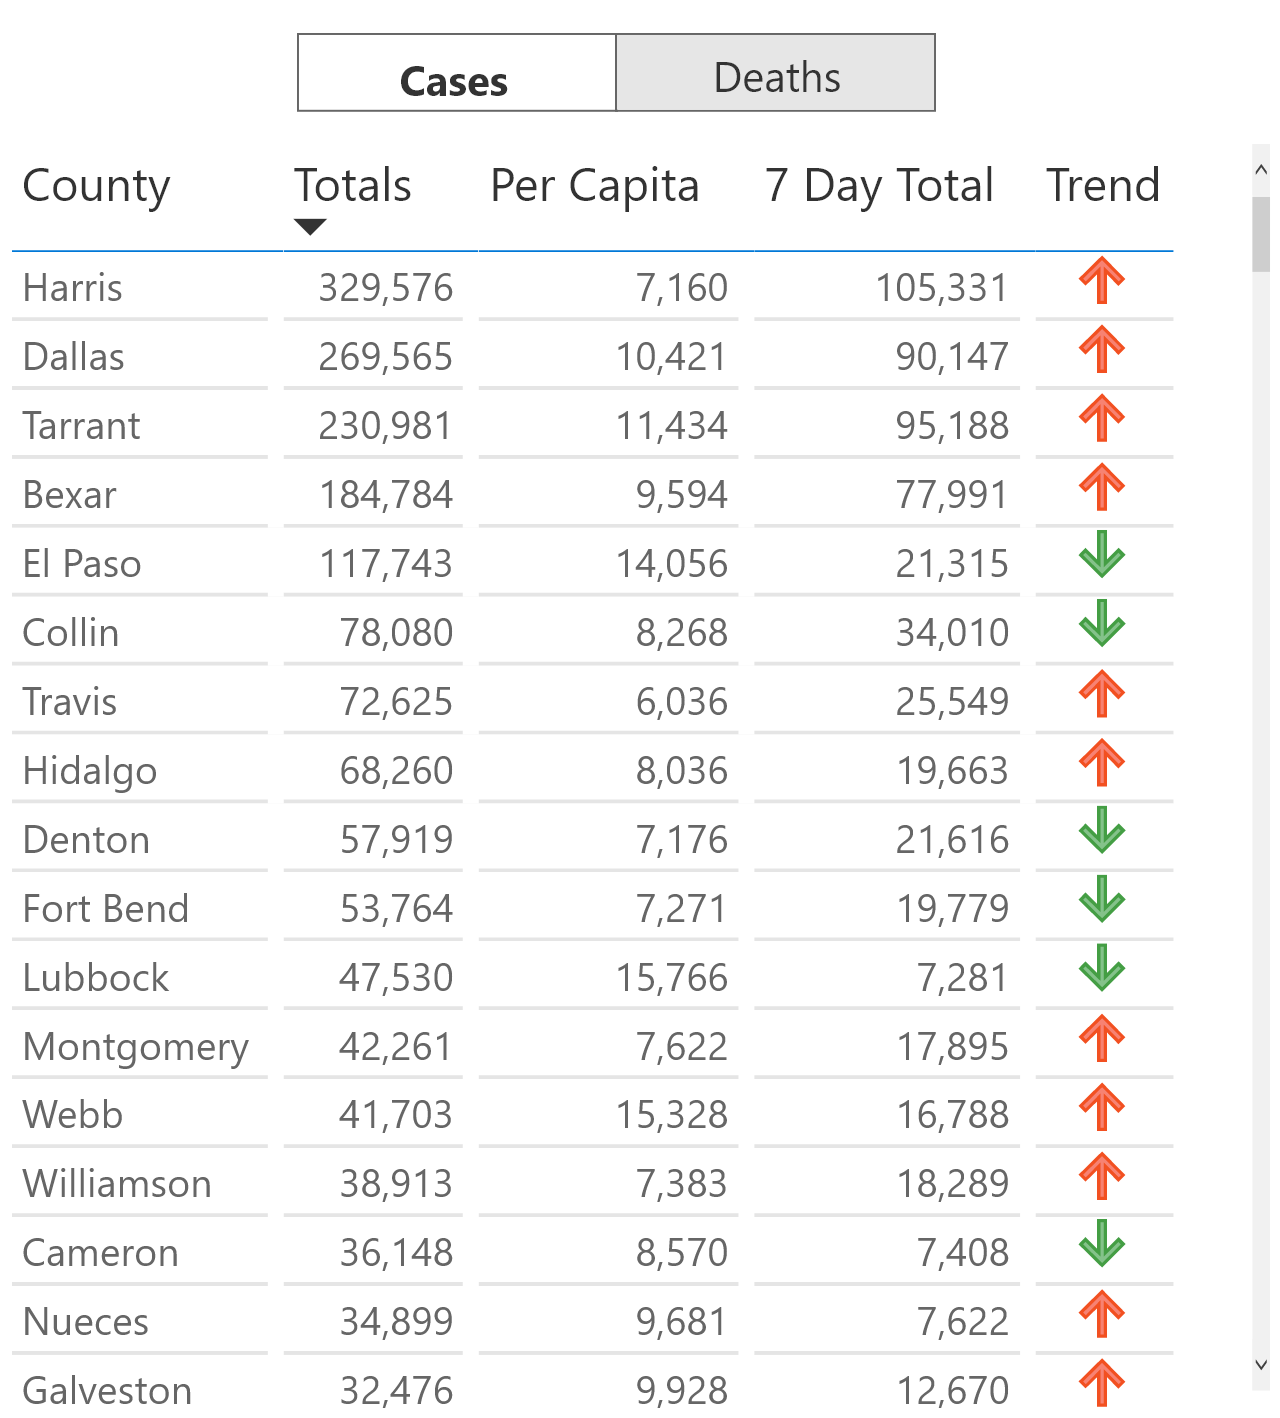 Cases Deaths
County Totals Per Capita 7 Day Total Trend
Harris 329,576 7,160 105,331
Dallas 269,565 10,421 90,147
Tarrant 230,981 11,434 95,188
Bexar 184,784 9,594 77,991
El Paso 117,743 14,056 21,315
Collin 78,080 8,268 34,010
Travis 72,625 6,036 25,549
Hidalgo 68,260 8,036 19,663
Denton 57,919 7,176 21,616
Fort Bend 53,764 7,271 19,779
Lubbock 47,530 15,766 7,281
Montgomery 42,261 7,622 17,895
Webb 41,703 15,328 16,788
Williamson 38,913 7,383 18,289
Cameron 36,148 8,570 7,408
Nueces 34,899 9,681 7,622
Galveston 32,476 9,928 12,670